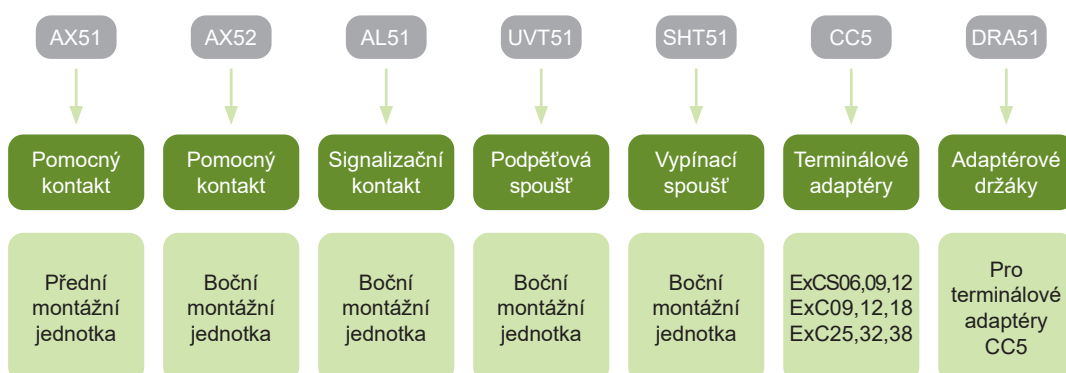 AX51
AX52
AL51
UVT51
SHT51
CC5
DRA51
Pomocný
kontakt
Pomocný
kontakt
Signalizační
kontakt
Podpěťová
spoušť
Vypínací
spoušť
Terminálové
adaptéry
Adaptérové
držáky
Přední
montážní
jednotka
Boční
montážní
jednotka
Boční
montážní
jednotka
Boční
montážní
jednotka
Boční
montážní
jednotka
ExCS06,09,12
ExC09,12,18
ExC25,32,38
Pro
terminálové
adaptéry
CC5